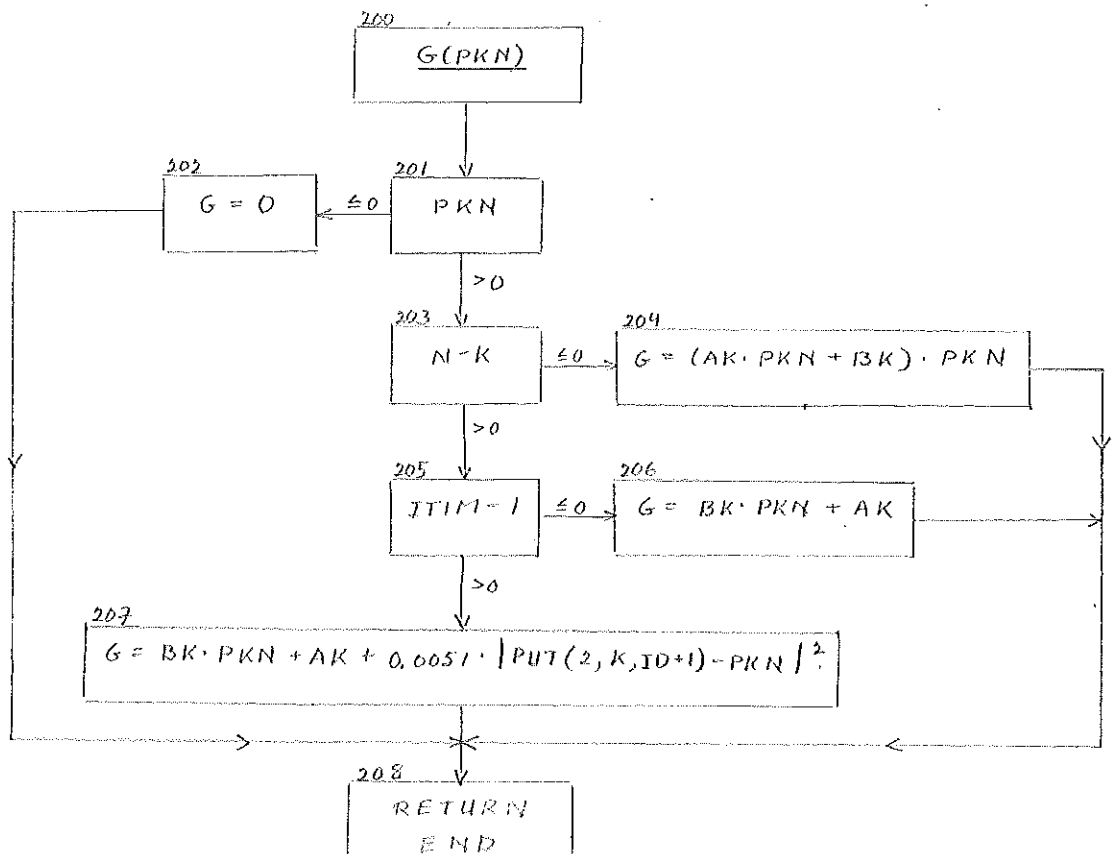 200
G(PKN)
202
G = 0
≤0
201
PKN
>0
203
N-K
≤0
204
G = (AK· PKN + BK) · PKN
>0
205
JTIM-1
≤0
206
G = BK· PKN + AK
>0
207
G = BK· PKN + AK + 0.0051 · |PUT(2, K, ID+1) - PKN|²
208
RETURN
END